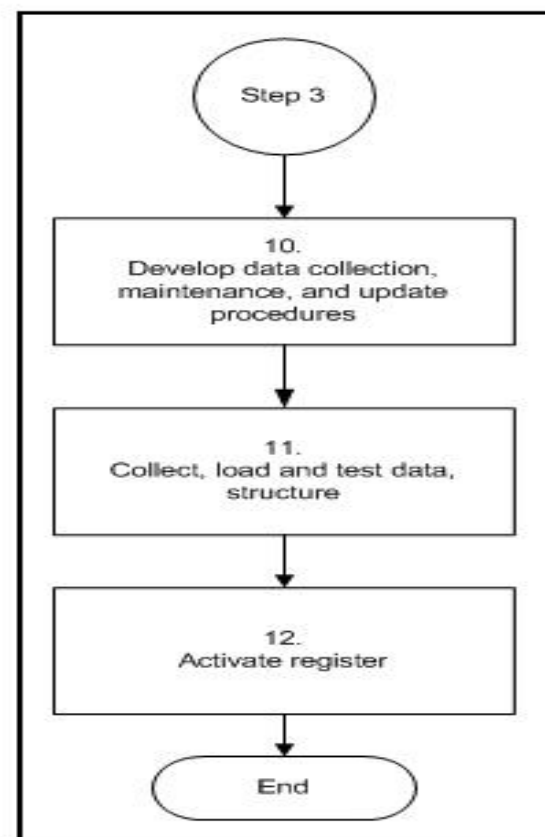 Step 3
10.
Develop data collection,
maintenance, and update
procedures
11.
Collect, load and test data,
structure
12.
Activate register
End